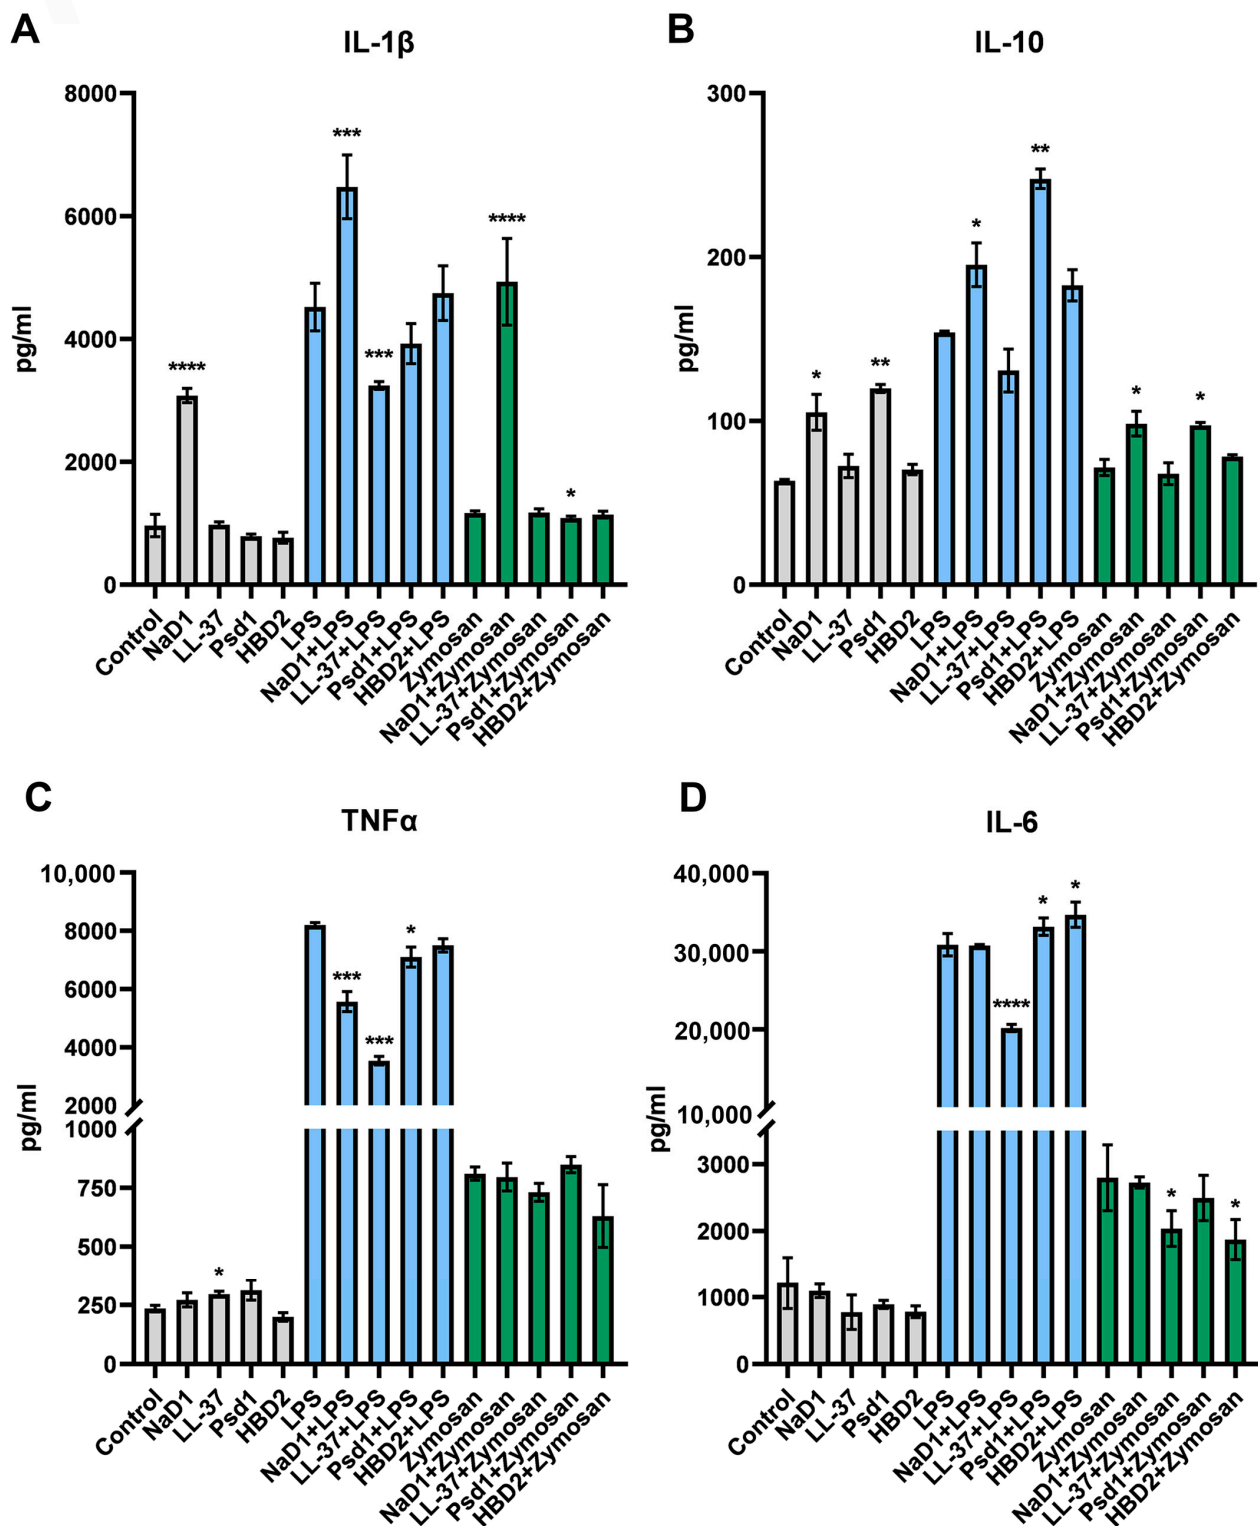 A
IL-1β
8000
6000
4000
2000
0
pg/ml
****
***
***
****
*
Control
NaD1
LL-37
Psd1
HBD2
LPS
NaD1+LPS
LL-37+LPS
Psd1+LPS
HBD2+LPS
Zymosan
NaD1+Zymosan
LL-37+Zymosan
Psd1+Zymosan
HBD2+Zymosan
B
IL-10
300
200
100
0
pg/ml
*
**
*
**
*
*
Control
NaD1
LL-37
Psd1
HBD2
LPS
NaD1+LPS
LL-37+LPS
Psd1+LPS
HBD2+LPS
Zymosan
NaD1+Zymosan
LL-37+Zymosan
Psd1+Zymosan
HBD2+Zymosan
C
TNFα
10,000
8000
6000
4000
2000
1000
750
500
250
0
pg/ml
*
***
***
*
Control
NaD1
LL-37
Psd1
HBD2
LPS
NaD1+LPS
LL-37+LPS
Psd1+LPS
HBD2+LPS
Zymosan
NaD1+Zymosan
LL-37+Zymosan
Psd1+Zymosan
HBD2+Zymosan
D
IL-6
40,000
30,000
20,000
10,000
3000
2000
1000
0
pg/ml
****
*
*
*
*
Control
NaD1
LL-37
Psd1
HBD2
LPS
NaD1+LPS
LL-37+LPS
Psd1+LPS
HBD2+LPS
Zymosan
NaD1+Zymosan
LL-37+Zymosan
Psd1+Zymosan
HBD2+Zymosan